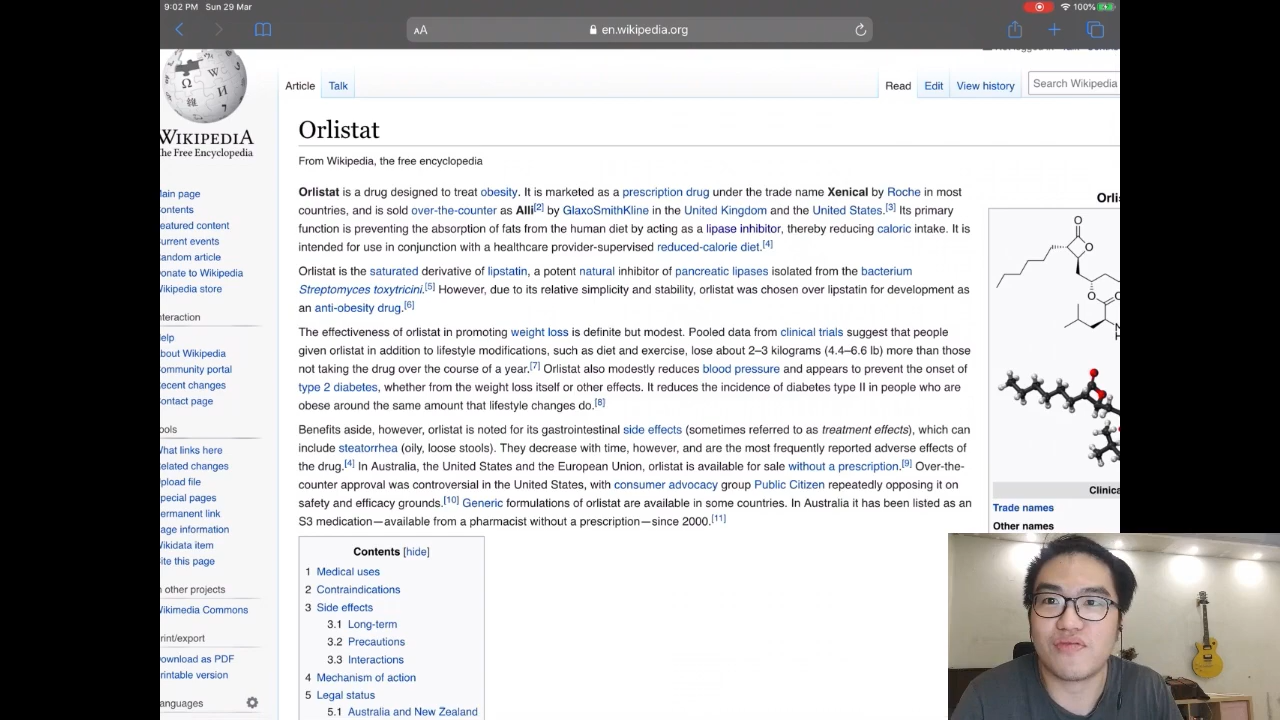 9:02 PM Sun 29 Mar
100%
AA
en.wikipedia.org
WIKIPEDIA
The Free Encyclopedia
Article
Talk
Read
Edit
View history
Search Wikipedia
Orlistat
From Wikipedia, the free encyclopedia
Main page
Contents
Featured content
Current events
Random article
Donate to Wikipedia
Wikipedia store
Interaction
Help
About Wikipedia
Community portal
Recent changes
Contact page
Tools
What links here
Related changes
Upload file
Special pages
Permanent link
Page information
Wikidata item
Cite this page
In other projects
Wikimedia Commons
Print/export
Download as PDF
Printable version
Languages
Orlistat is a drug designed to treat obesity. It is marketed as a prescription drug under the trade name Xenical by Roche in most
countries, and is sold over-the-counter as Alli[2] by GlaxoSmithKline in the United Kingdom and the United States.[3] Its primary
function is preventing the absorption of fats from the human diet by acting as a lipase inhibitor, thereby reducing caloric intake. It is
intended for use in conjunction with a healthcare provider-supervised reduced-calorie diet.[4]
Orlistat is the saturated derivative of lipstatin, a potent natural inhibitor of pancreatic lipases isolated from the bacterium
Streptomyces toxytricini.[5] However, due to its relative simplicity and stability, orlistat was chosen over lipstatin for development as
an anti-obesity drug.[6]
The effectiveness of orlistat in promoting weight loss is definite but modest. Pooled data from clinical trials suggest that people
given orlistat in addition to lifestyle modifications, such as diet and exercise, lose about 2–3 kilograms (4.4–6.6 lb) more than those
not taking the drug over the course of a year.[7] Orlistat also modestly reduces blood pressure and appears to prevent the onset of
type 2 diabetes, whether from the weight loss itself or other effects. It reduces the incidence of diabetes type II in people who are
obese around the same amount that lifestyle changes do.[8]
Benefits aside, however, orlistat is noted for its gastrointestinal side effects (sometimes referred to as treatment effects), which can
include steatorrhea (oily, loose stools). They decrease with time, however, and are the most frequently reported adverse effects of
the drug.[4] In Australia, the United States and the European Union, orlistat is available for sale without a prescription.[9] Over-the-
counter approval was controversial in the United States, with consumer advocacy group Public Citizen repeatedly opposing it on
safety and efficacy grounds.[10] Generic formulations of orlistat are available in some countries. In Australia it has been listed as an
S3 medication—available from a pharmacist without a prescription—since 2000.[11]
Contents [hide]
1 Medical uses
2 Contraindications
3 Side effects
3.1 Long-term
3.2 Precautions
3.3 Interactions
4 Mechanism of action
5 Legal status
5.1 Australia and New Zealand
Orli
O
O
O
O
N
H
Clinica
Trade names
Other names